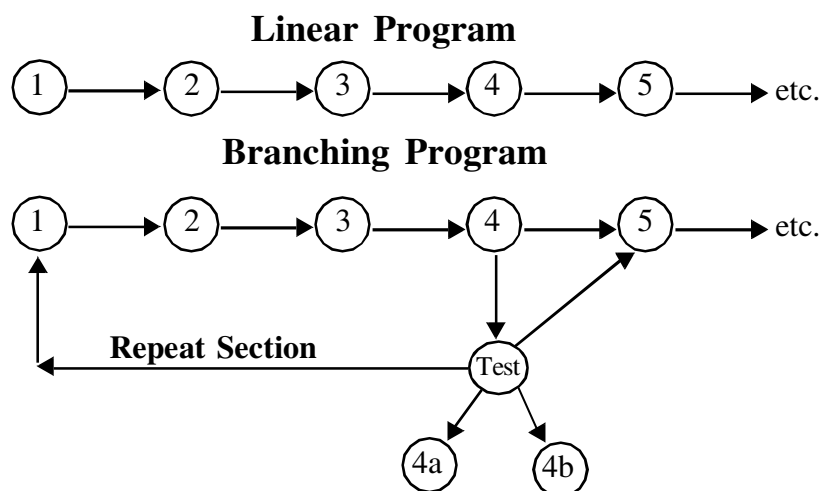 Linear Program
1 2 3 4 5 etc.
Branching Program
1 2 3 4 5 etc.
Repeat Section
Test
4a 4b